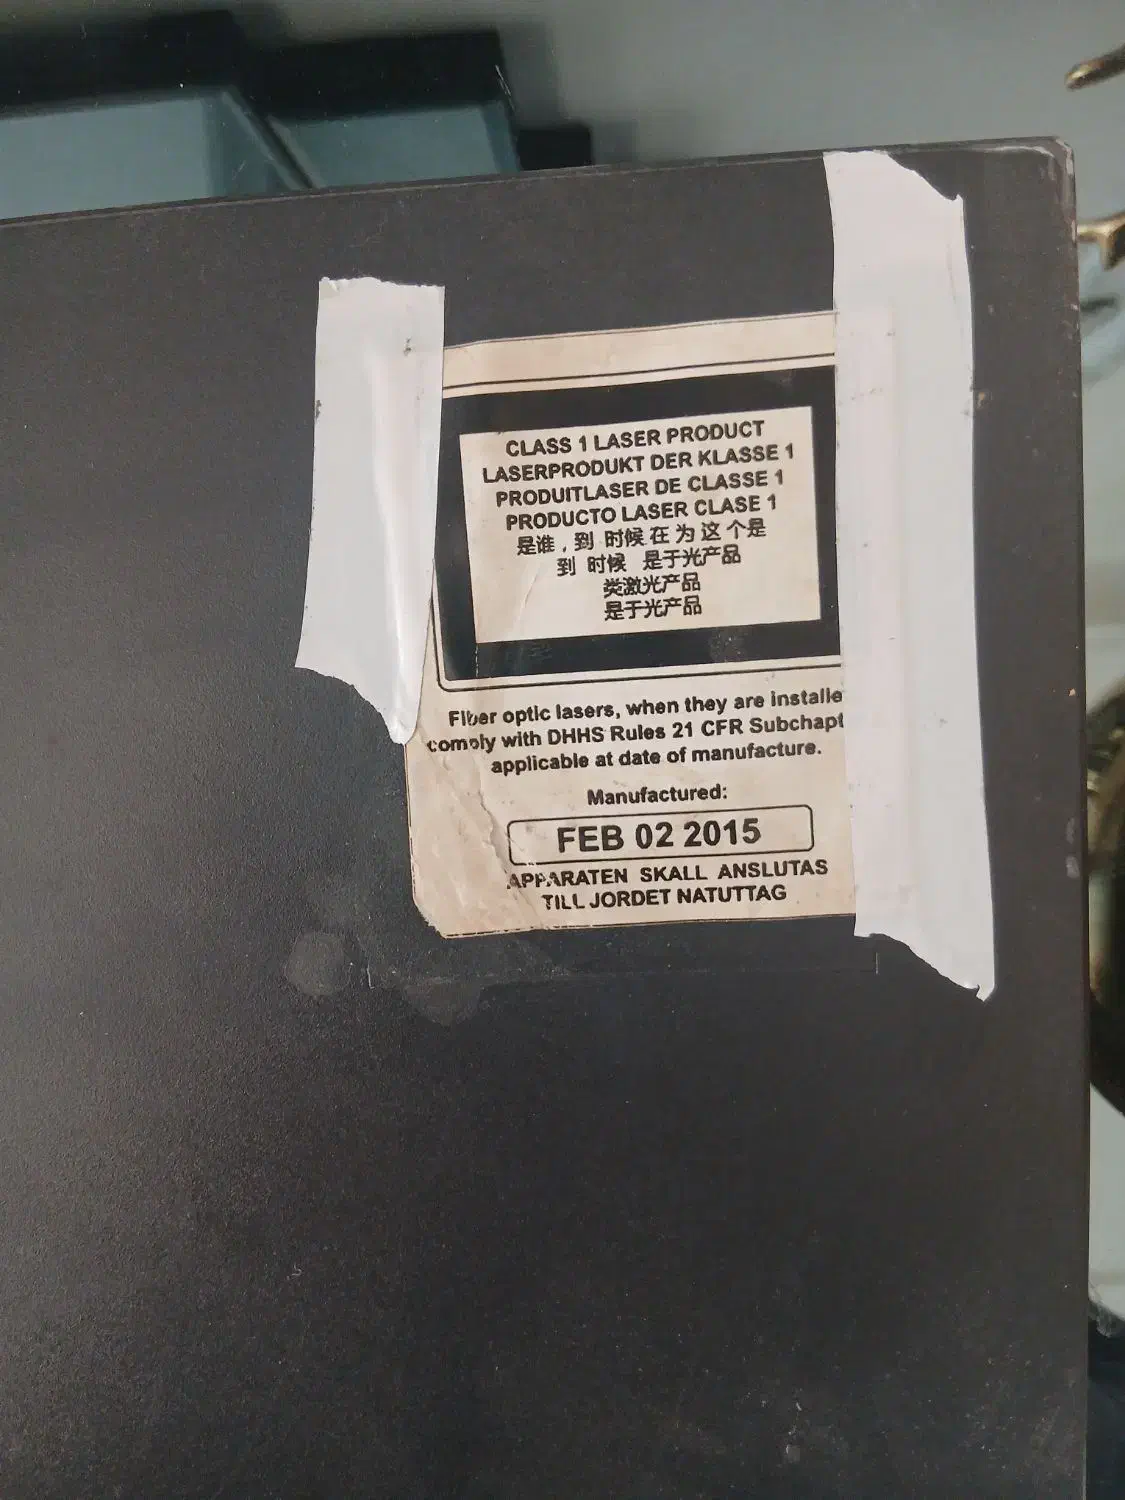 CLASS 1 LASER PRODUCT
LASERPRODUKT DER KLASSE 1
PRODUITLASER DE CLASSE 1
PRODUCTO LASER CLASE 1
是谁，到 时候 在 为 这 个是
到 时候 是于光产品
类激光产品
是于光产品
Fiber optic lasers, when they are installe
comply with DHHS Rules 21 CFR Subchapt
applicable at date of manufacture.
Manufactured:
FEB 02 2015
APPARATEN SKALL ANSLUTAS
TILL JORDET NATUTTAG